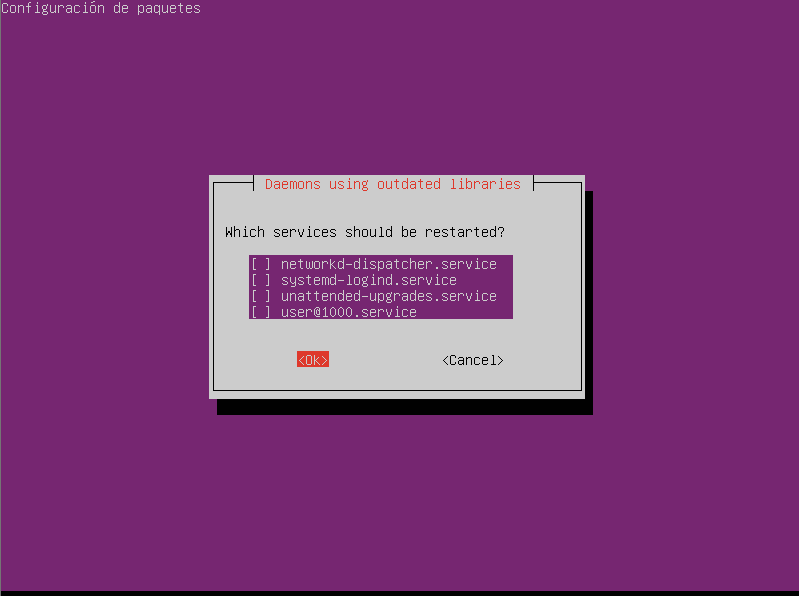 Configuración de paquetes
Daemons using outdated libraries
Which services should be restarted?
[ ] networkd-dispatcher.service
[ ] systemd-logind.service
[ ] unattended-upgrades.service
[ ] user@1000.service
<Ok> <Cancel>